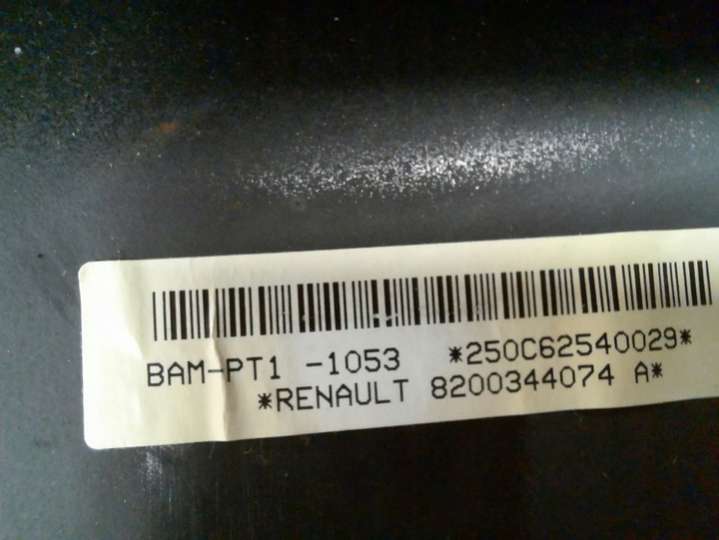 BAM-PT1 -1053 *250C62540029*
*RENAULT 8200344074 A*